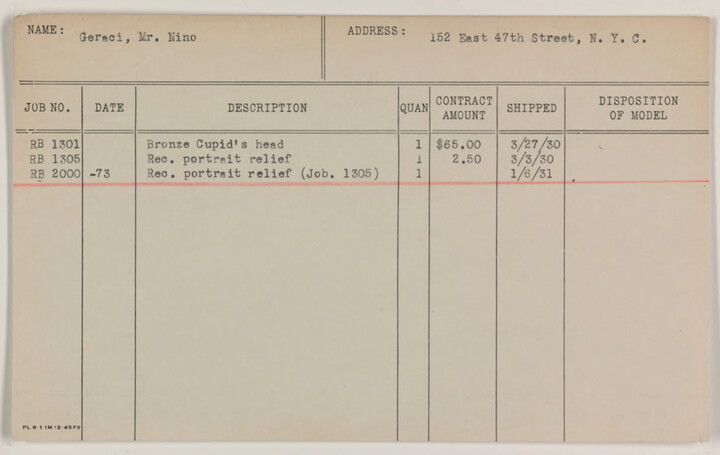 NAME: Geraci, Mr. Nino ADDRESS: 152 East 47th Street, N. Y. C.
JOB NO. DATE DESCRIPTION QUAN CONTRACT AMOUNT SHIPPED DISPOSITION OF MODEL
RB 1301 Bronze Cupid's head 1 $65.00 3/27/30
RB 1305 Rec. portrait relief 1 2.50 3/3/30
RB 2000 -73 Rec. portrait relief (Job. 1305) 1 1/6/31